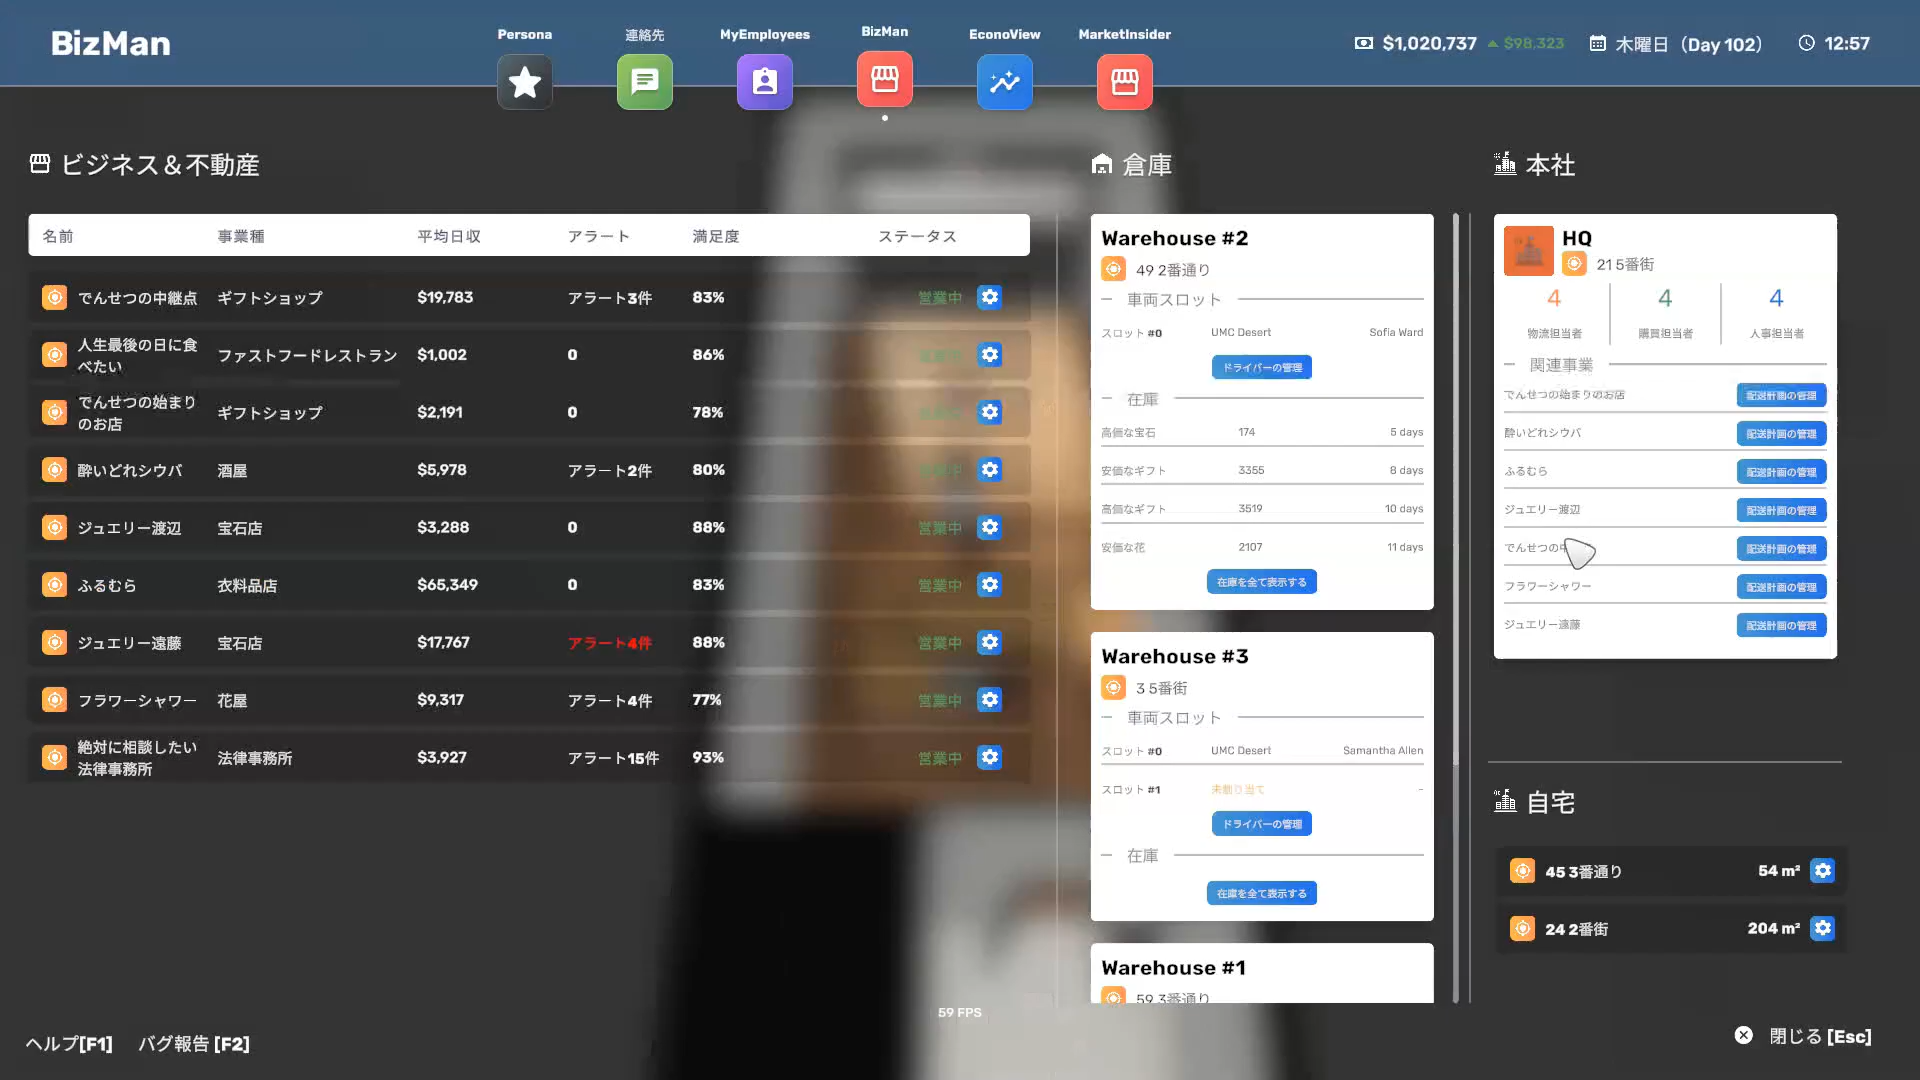 BizMan
Persona
連絡先
MyEmployees
BizMan
EconoView
MarketInsider
$1,020,737
$98,323
木曜日 (Day 102)
12:57
ビジネス＆不動産
名前 事業種 平均日収 アラート 満足度 ステータス
でんせつの中継点 ギフトショップ $19,783 アラート3件 83% 営業中
人生最後の日に食べたい ファストフードレストラン $1,002 0 86% 営業中
でんせつの始まりのお店 ギフトショップ $2,191 0 78% 営業中
酔いどれシウバ 酒屋 $5,978 アラート2件 80% 営業中
ジュエリー渡辺 宝石店 $3,288 0 88% 営業中
ふるむら 衣料品店 $65,349 0 83% 営業中
ジュエリー遠藤 宝石店 $17,767 アラート4件 88% 営業中
フラワーシャワー 花屋 $9,317 アラート4件 77% 営業中
絶対に相談したい法律事務所 法律事務所 $3,927 アラート15件 93% 営業中
倉庫
Warehouse #2
49 2番通り
車両スロット
スロット #0 UMC Desert Sofia Ward
ドライバーの管理
在庫
高価な宝石 174 5 days
安価なギフト 3355 8 days
高価なギフト 3519 10 days
安価な花 2107 11 days
在庫を全て表示する
Warehouse #3
3 5番街
車両スロット
スロット #0 UMC Desert Samantha Allen
スロット #1 未割り当て -
ドライバーの管理
在庫
在庫を全て表示する
Warehouse #1
59 3番通り
本社
HQ
21 5番街
4 4 4
物流担当者 購買担当者 人事担当者
関連事業
でんせつの始まりのお店 配送計画の管理
酔いどれシウバ 配送計画の管理
ふるむら 配送計画の管理
ジュエリー渡辺 配送計画の管理
でんせつの 配送計画の管理
フラワーシャワー 配送計画の管理
ジュエリー遠藤 配送計画の管理
自宅
45 3番通り 54 m²
24 2番街 204 m²
59 FPS
ヘルプ[F1] バグ報告 [F2]
閉じる [Esc]